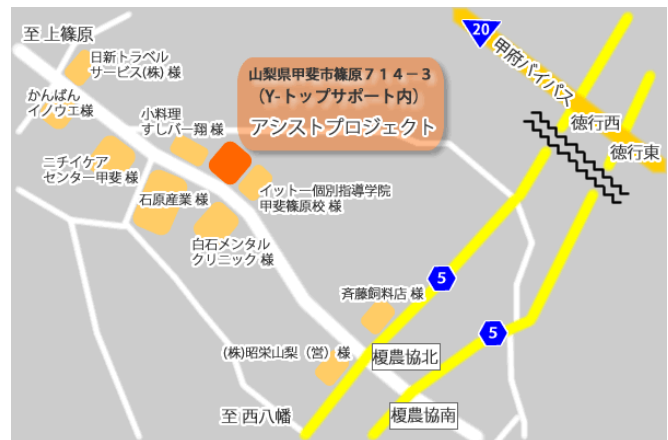 至 上篠原
日新トラベル
サービス(株) 様
かんばん
イノウエ様
小料理
すしバー翔 様
ニチイケア
センター甲斐 様
石原産業 様
白石メンタル
クリニック 様
イットー個別指導学院
甲斐篠原校 様
山梨県甲斐市篠原７１４－３
（Y-トップサポート内）
アシストプロジェクト
20
甲府バイパス
徳行西
徳行東
5
斉藤飼料店 様
5
(株)昭栄山梨（営）様
榎農協北
至 西八幡
榎農協南